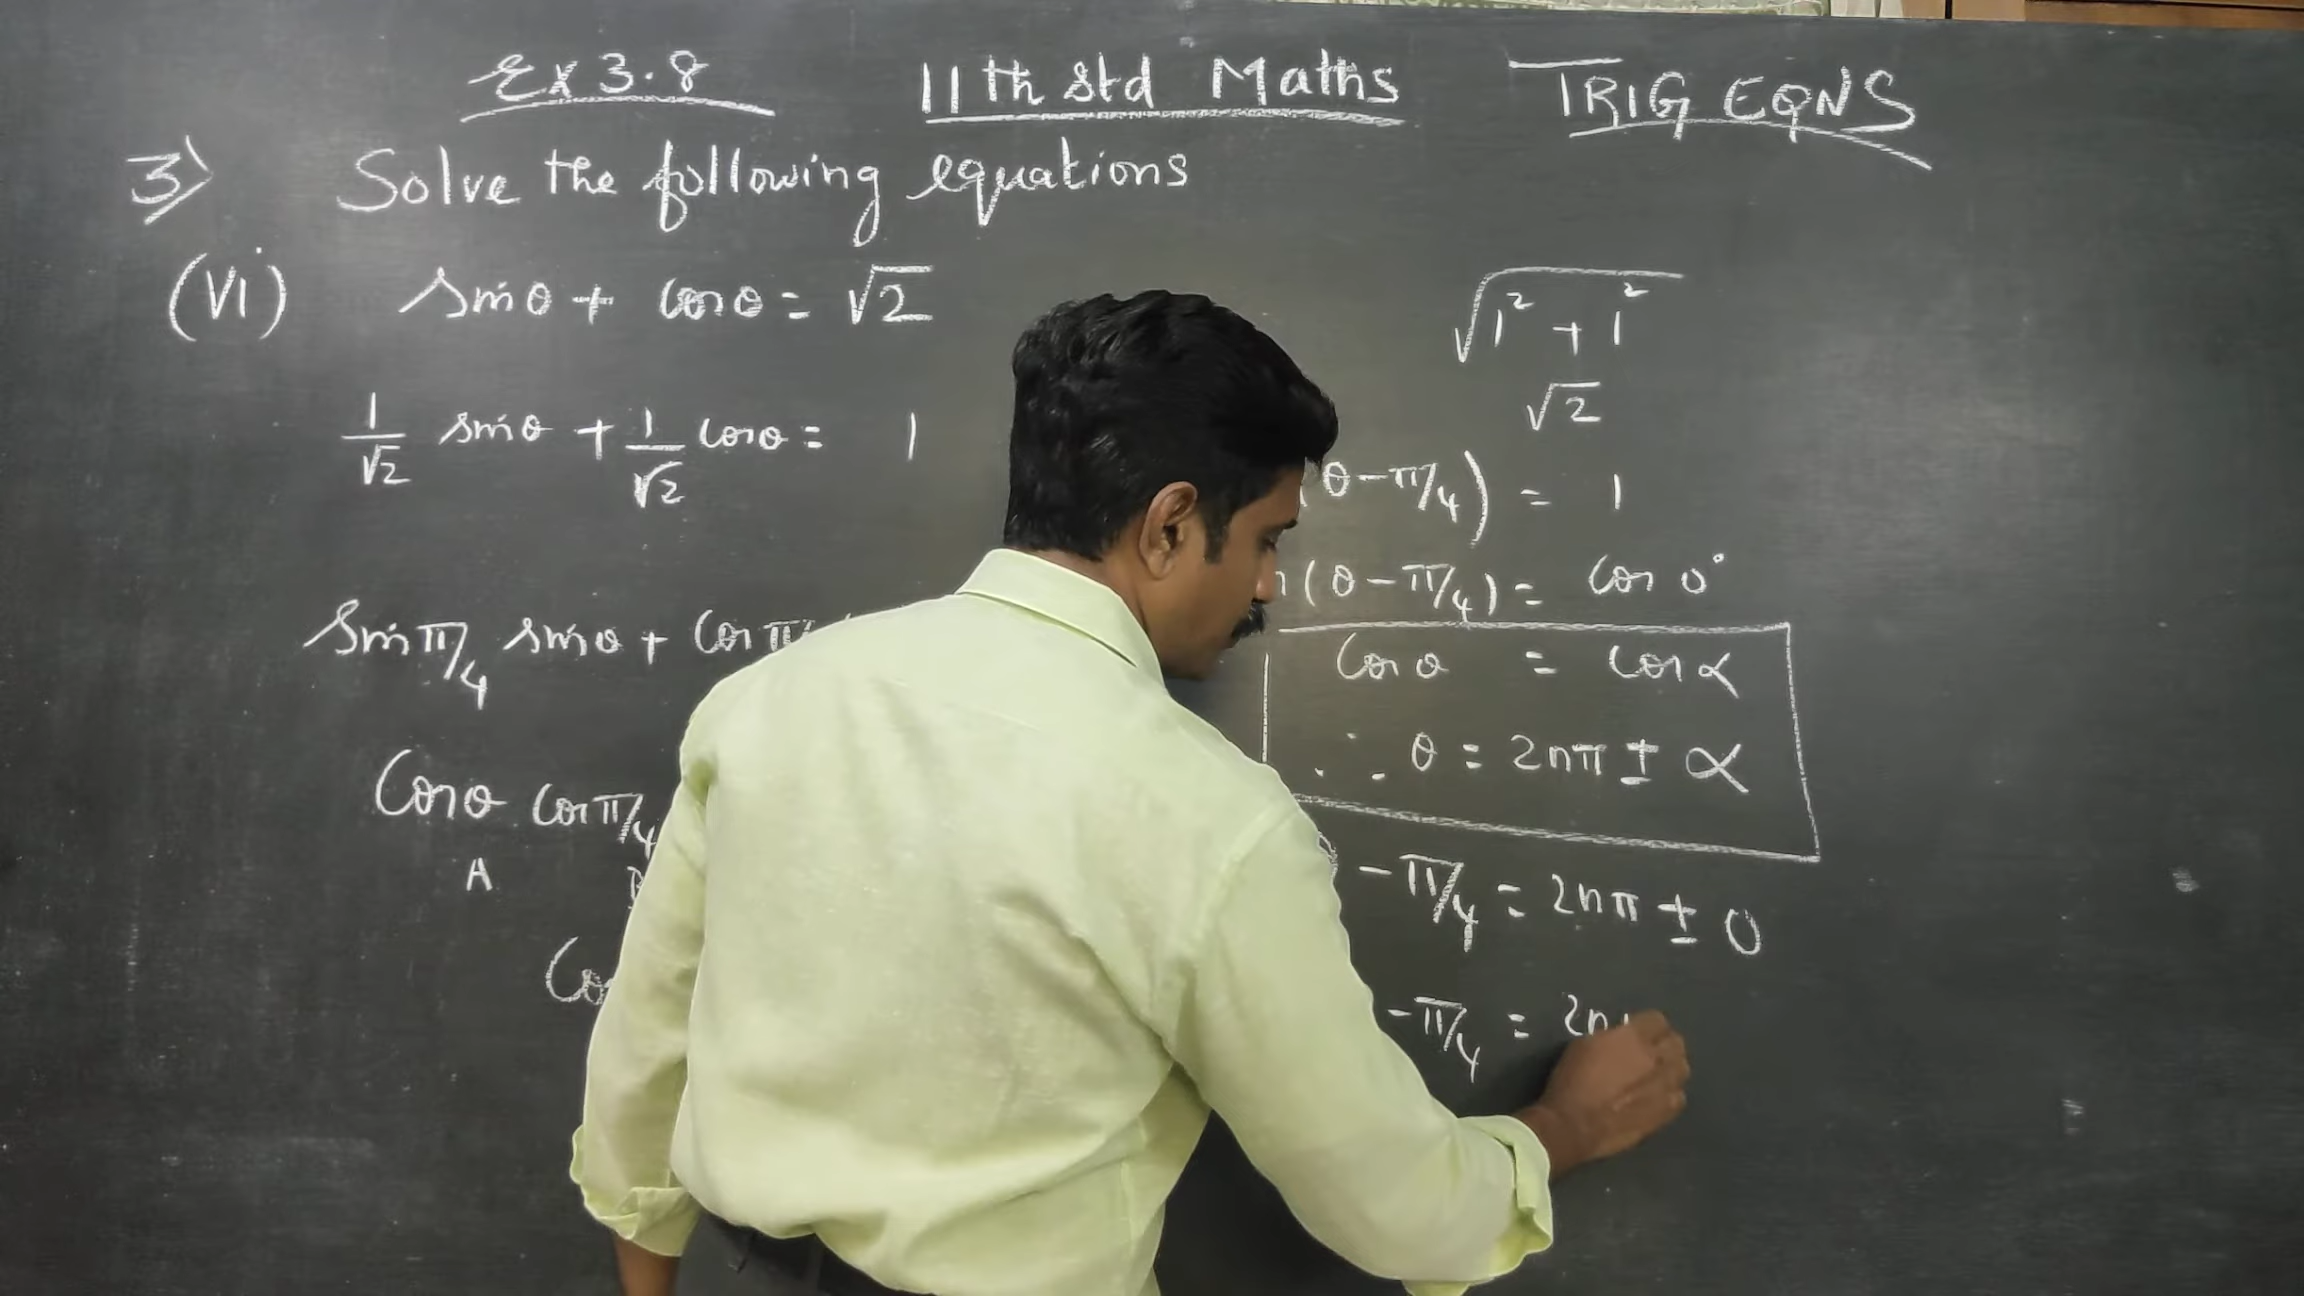 Ex 3.8 11th std Maths TRIG EQNS
3) Solve the following equations
(vi) sinθ + cosθ = √2
1/√2 sinθ + 1/√2 cosθ = 1
sin π/4 sinθ + cos π/
cosθ cos π/4
A
Cos
√1² + 1²
√2
(θ - π/4) = 1
(θ - π/4) = cos 0°
Cosθ = cosα
∴ θ = 2nπ ± α
- π/4 = 2nπ ± 0
- π/4 = 2n